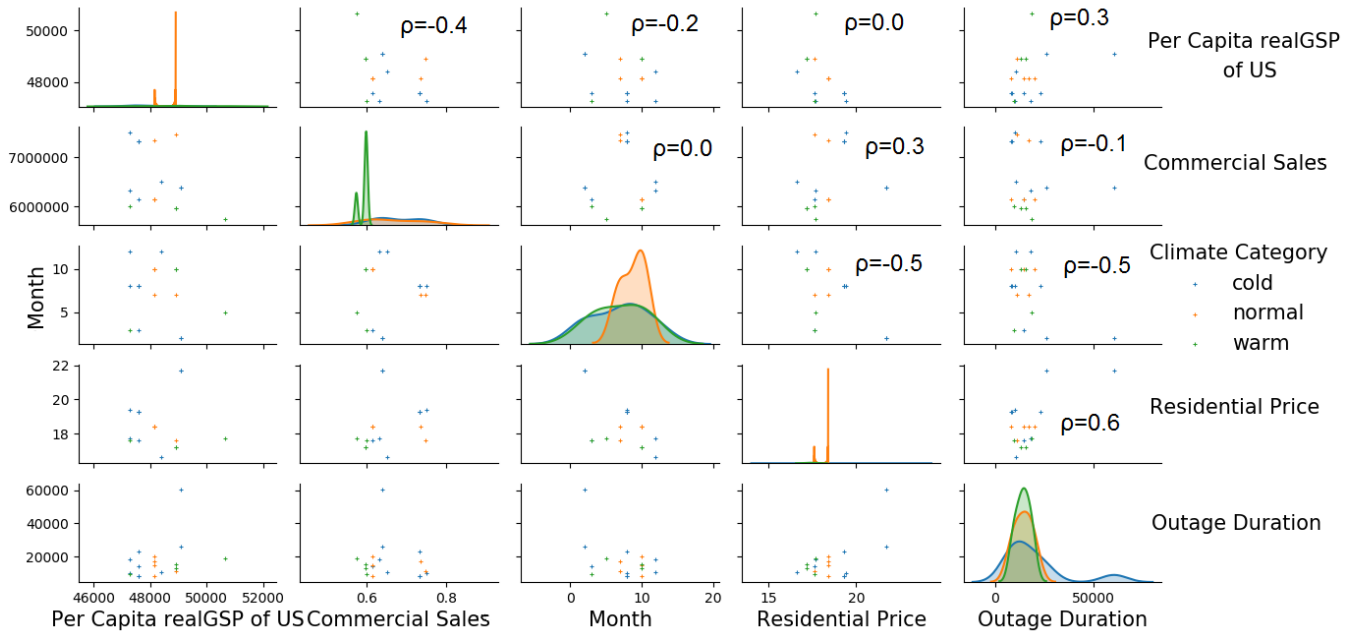 50000
48000
ρ=-0.4
ρ=-0.2
ρ=0.0
ρ=0.3
Per Capita realGSP
of US
7000000
6000000
ρ=0.0
ρ=0.3
ρ=-0.1
Commercial Sales
Month
10
5
ρ=-0.5
ρ=-0.5
Climate Category
cold
normal
warm
22
20
18
ρ=0.6
Residential Price
60000
40000
20000
Outage Duration
46000
48000
50000
52000
0.6
0.8
0
10
20
15
20
0
50000
Per Capita realGSP of US
Commercial Sales
Month
Residential Price
Outage Duration